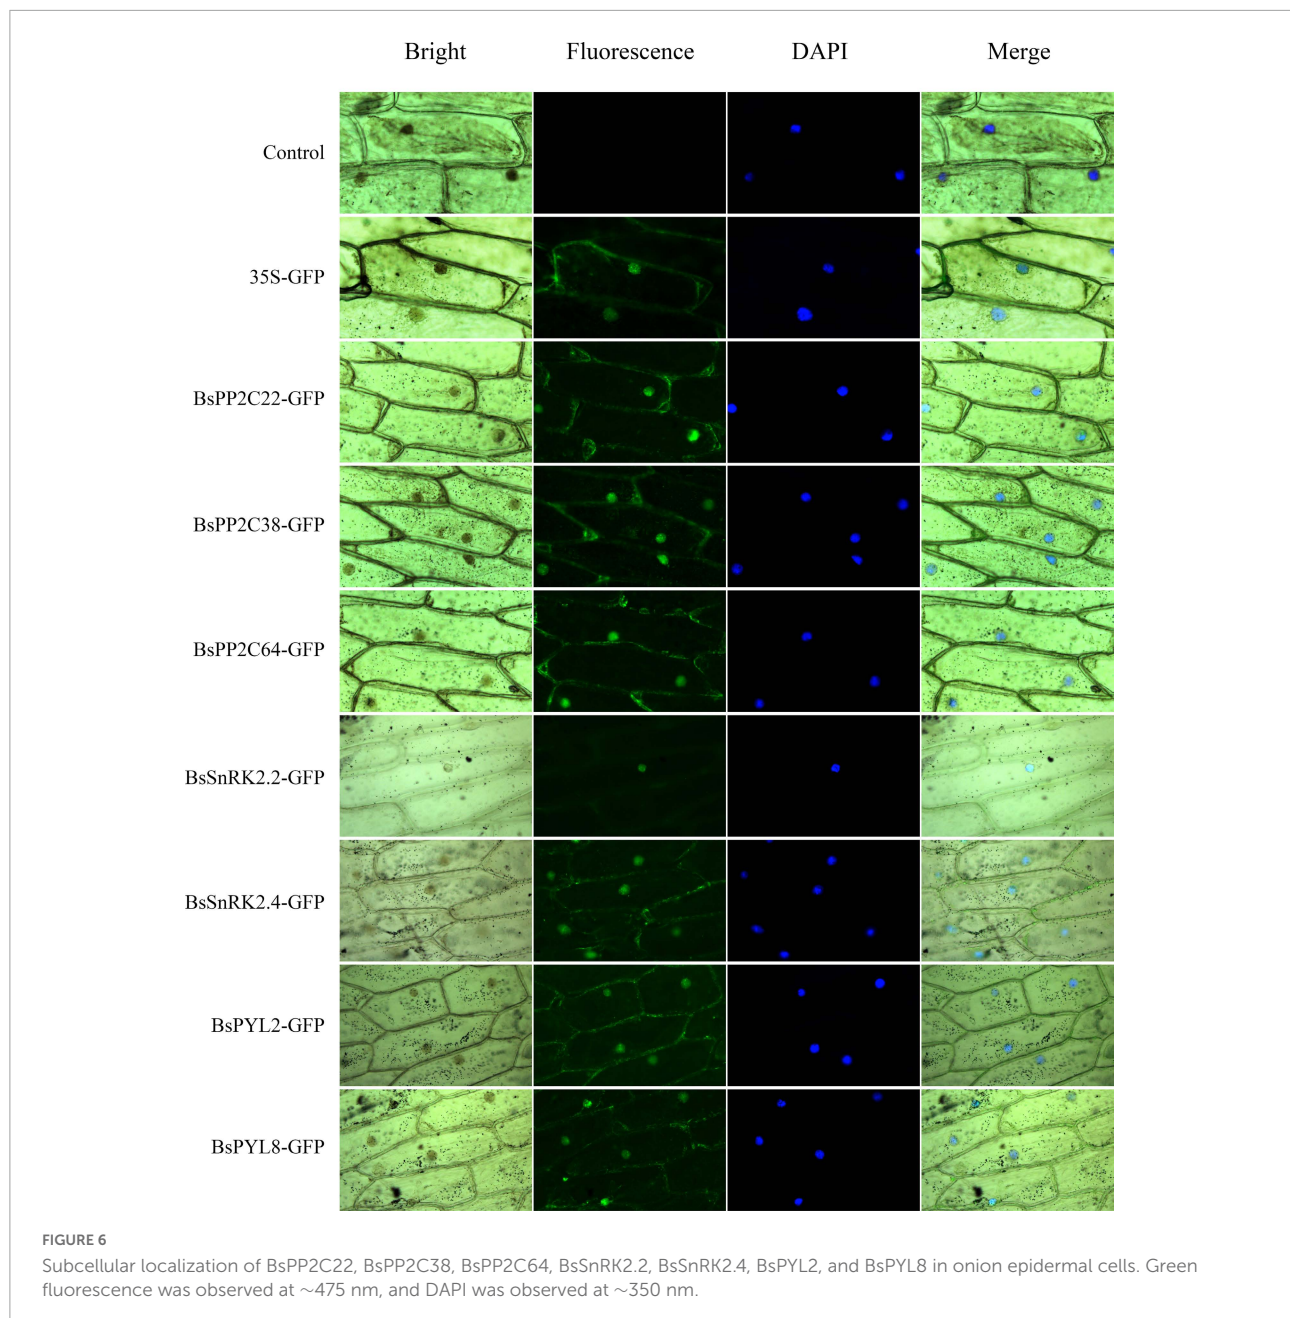 Bright Fluorescence DAPI Merge
Control
35S-GFP
BsPP2C22-GFP
BsPP2C38-GFP
BsPP2C64-GFP
BsSnRK2.2-GFP
BsSnRK2.4-GFP
BsPYL2-GFP
BsPYL8-GFP
FIGURE 6
Subcellular localization of BsPP2C22, BsPP2C38, BsPP2C64, BsSnRK2.2, BsSnRK2.4, BsPYL2, and BsPYL8 in onion epidermal cells. Green
fluorescence was observed at ~475 nm, and DAPI was observed at ~350 nm.